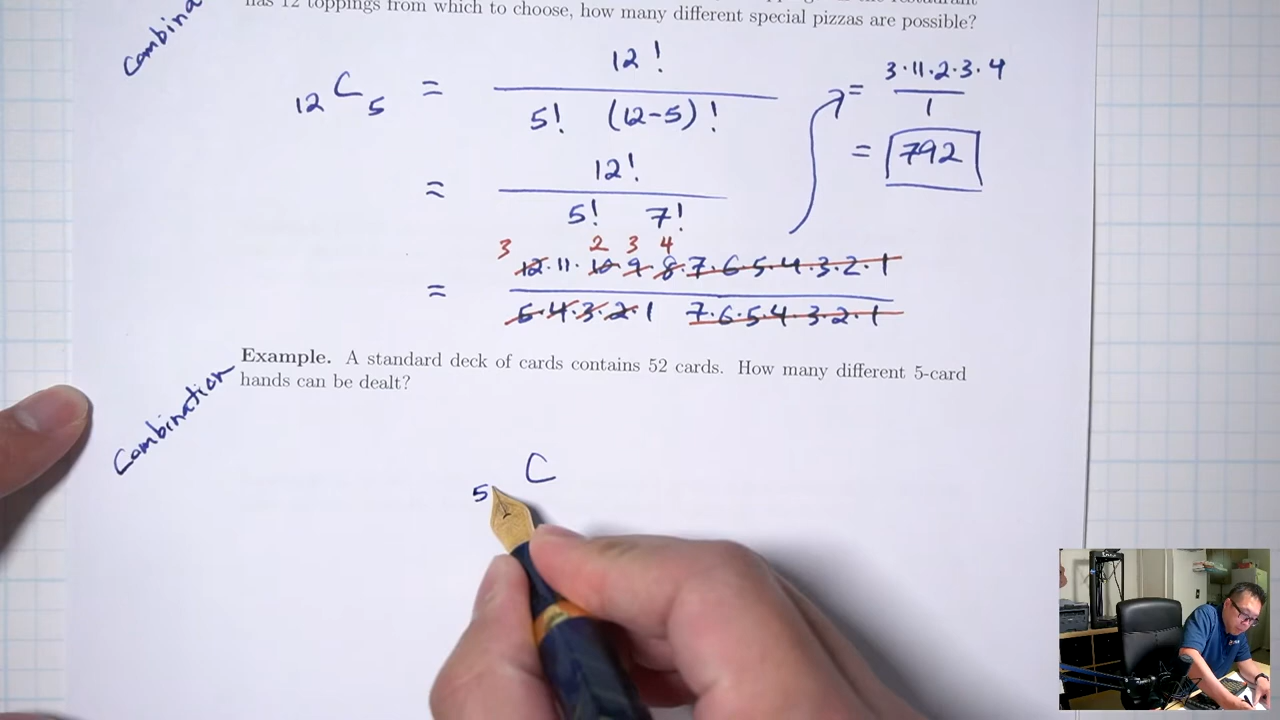 has 12 toppings from which to choose, how many different special pizzas are possible?
Combina
12 C 5 = 12! / 5! (12-5)!
= 12! / 5! 7!
3 2 3 4
= 12·11·10·9·8·7·6·5·4·3·2·1 / 5·4·3·2·1 7·6·5·4·3·2·1
= 3·11·2·3·4 / 1
= 792
Example. A standard deck of cards contains 52 cards. How many different 5-card
hands can be dealt?
Combination
5 C